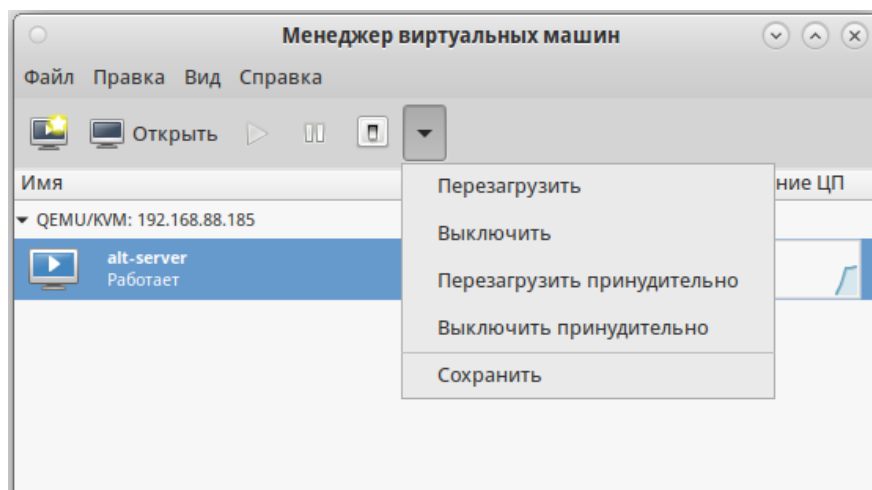 Менеджер виртуальных машин
Файл Правка Вид Справка
Открыть
Имя
ние ЦП
QEMU/KVM: 192.168.88.185
alt-server
Работает
Перезагрузить
Выключить
Перезагрузить принудительно
Выключить принудительно
Сохранить